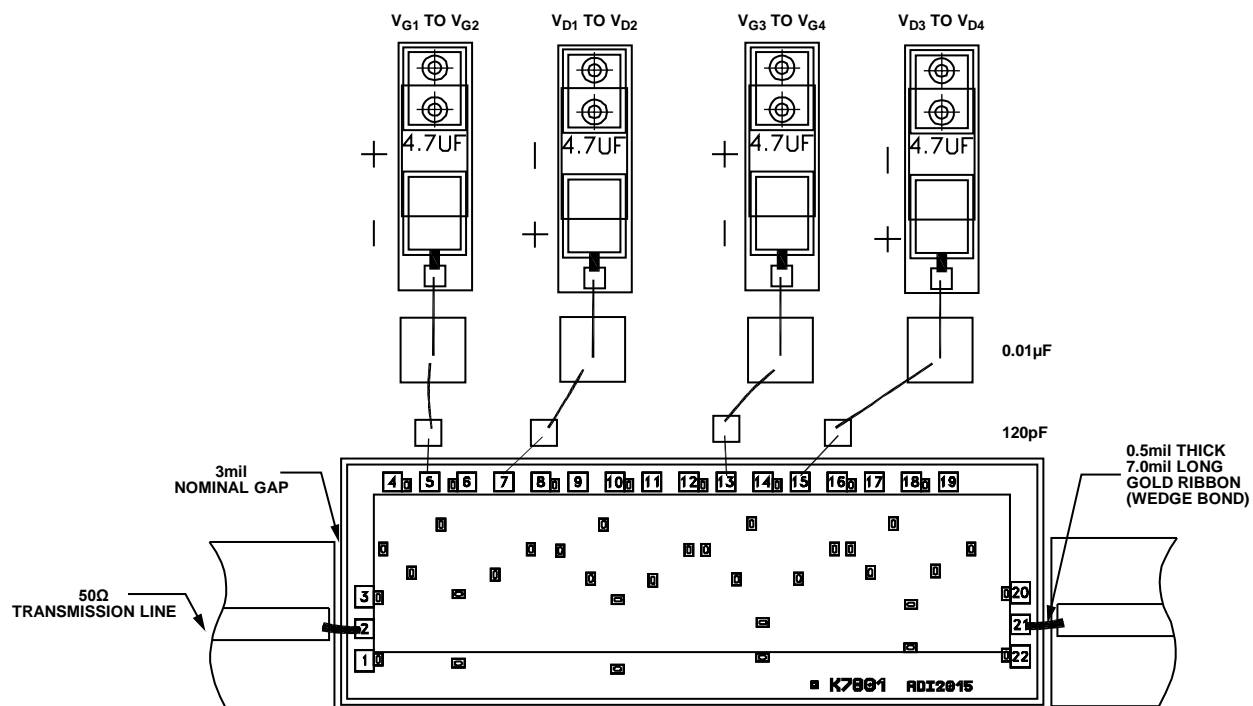 VG1 TO VG2
VD1 TO VD2
VG3 TO VG4
VD3 TO VD4
+
4.7UF
–
–
4.7UF
+
+
4.7UF
–
–
4.7UF
+
0.01µF
120pF
3mil
NOMINAL GAP
0.5mil THICK
7.0mil LONG
GOLD RIBBON
(WEDGE BOND)
4 5 6 7 8 9 10 11 12 13 14 15 16 17 18 19
50Ω
TRANSMISSION LINE
3
2
1
20
21
22
K7801 ADI2015